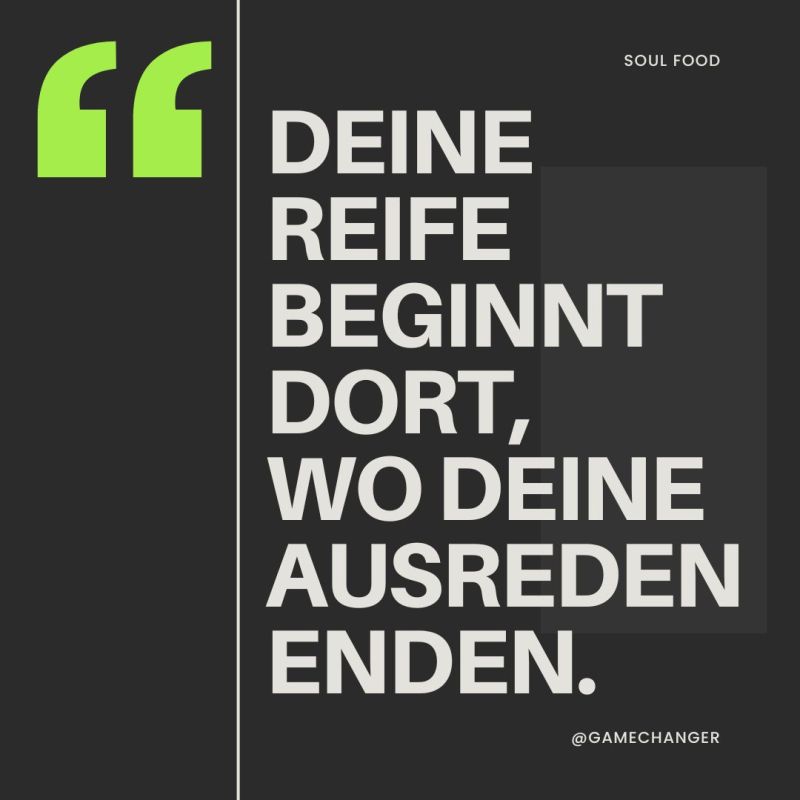 SOUL FOOD
DEINE
REIFE
BEGINNT
DORT,
WO DEINE
AUSREDEN
ENDEN.
@GAMECHANGER